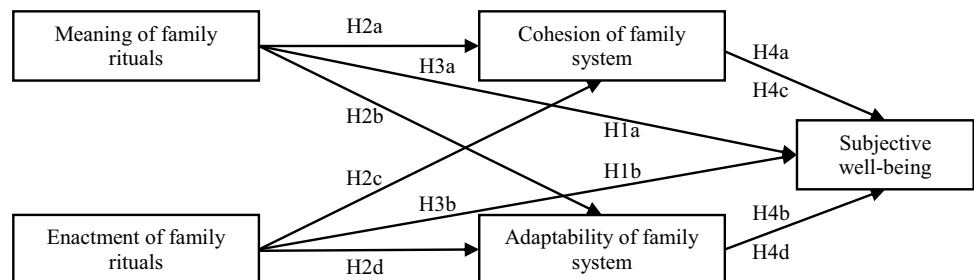 Meaning of family
rituals
H2a
Cohesion of family
system
H4a
H3a
H4c
H2b
H1a
Subjective
well-being
H2c
H1b
H3b
H4b
Enactment of family
rituals
Adaptability of family
system
H4d
H2d